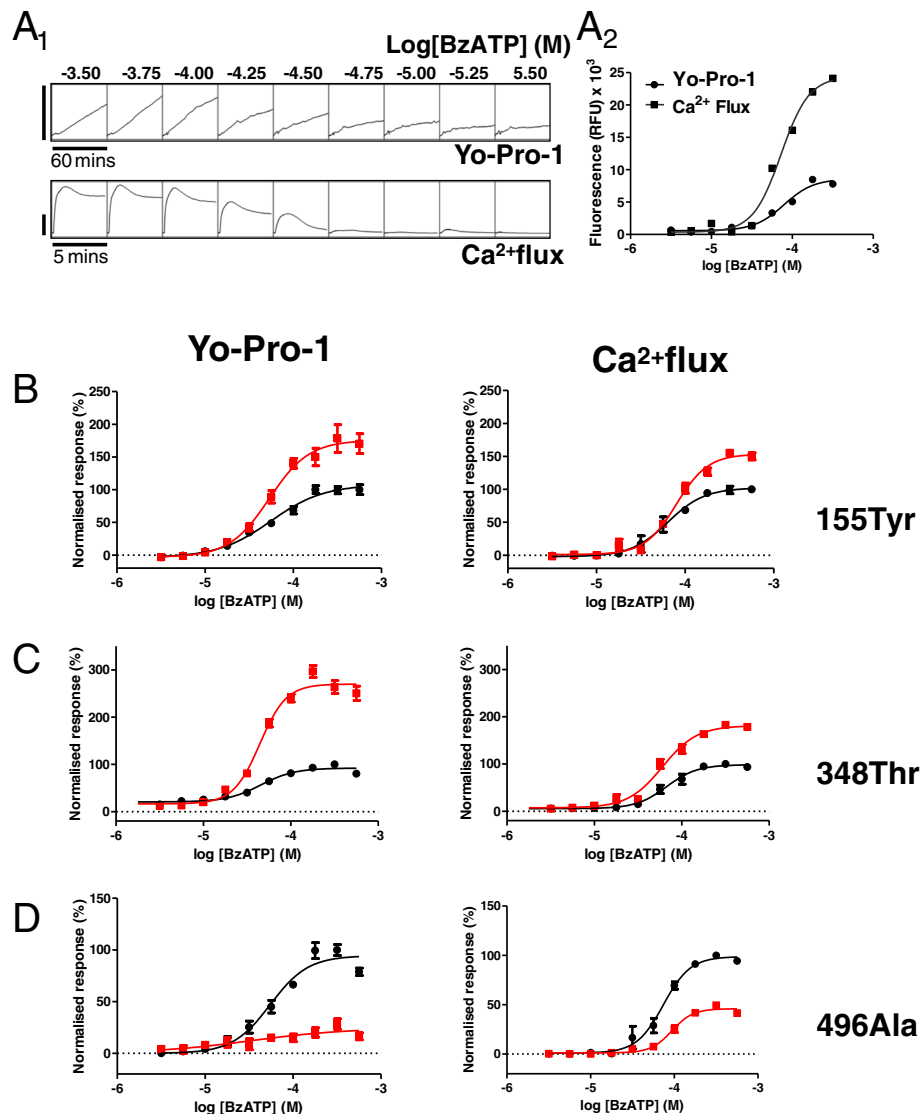 A1
Log[BzATP] (M)
-3.50 -3.75 -4.00 -4.25 -4.50 -4.75 -5.00 -5.25 5.50
60 mins
Yo-Pro-1
5 mins
Ca²⁺flux
A2
Fluorescence (RFU) x 10³
25
20
15
10
5
0
Yo-Pro-1
Ca²⁺ Flux
-6 -5 -4 -3
log [BzATP] (M)
Yo-Pro-1
Ca²⁺flux
B
Normalised response (%)
250
200
150
100
50
0
-6 -5 -4 -3
log [BzATP] (M)
Normalised response (%)
250
200
150
100
50
0
-6 -5 -4 -3
log [BzATP] (M)
155Tyr
C
Normalised response (%)
300
200
100
0
-6 -5 -4 -3
log [BzATP] (M)
Normalised response (%)
300
200
100
0
-6 -5 -4 -3
log [BzATP] (M)
348Thr
D
Normalised response (%)
150
100
50
0
-6 -5 -4 -3
log [BzATP] (M)
Normalised response (%)
150
100
50
0
-6 -5 -4 -3
log [BzATP] (M)
496Ala